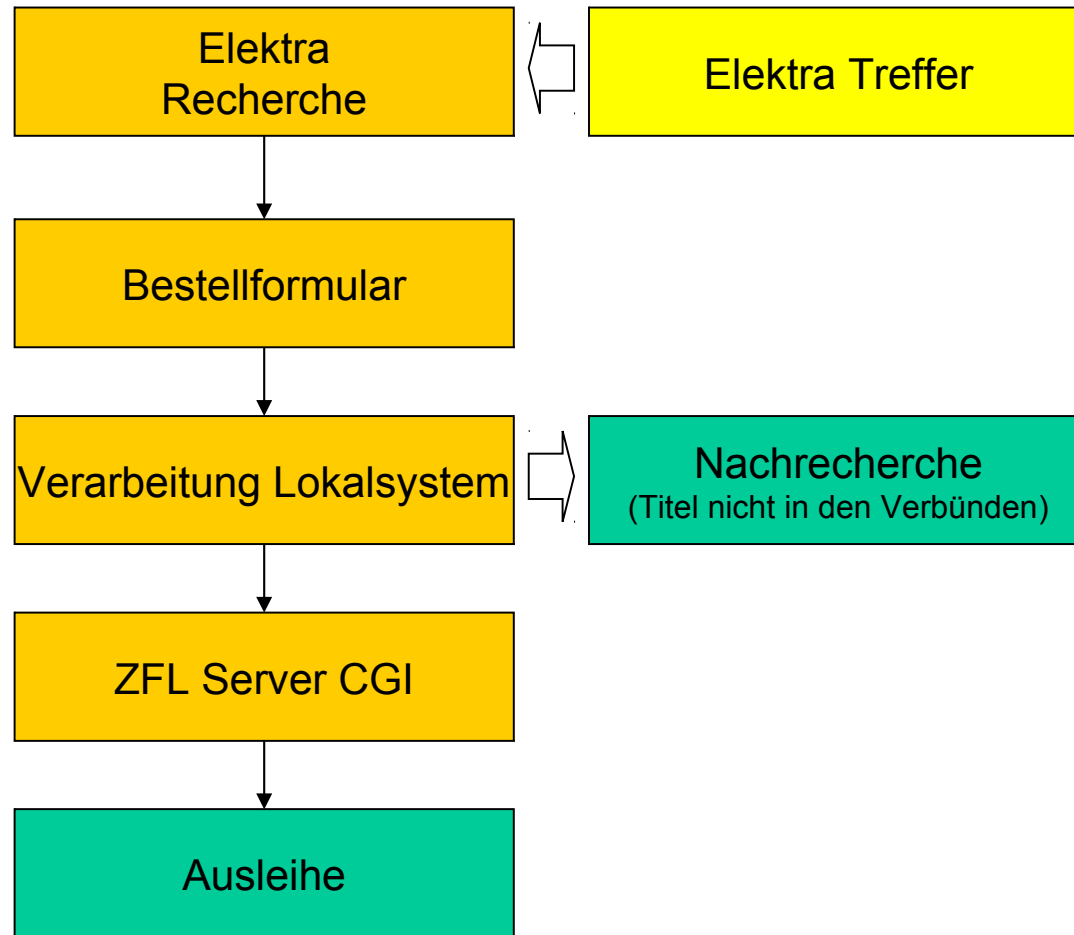 Elektra
Recherche
Elektra Treffer
Bestellformular
Verarbeitung Lokalsystem
Nachrecherche
(Titel nicht in den Verbünden)
ZFL Server CGI
Ausleihe